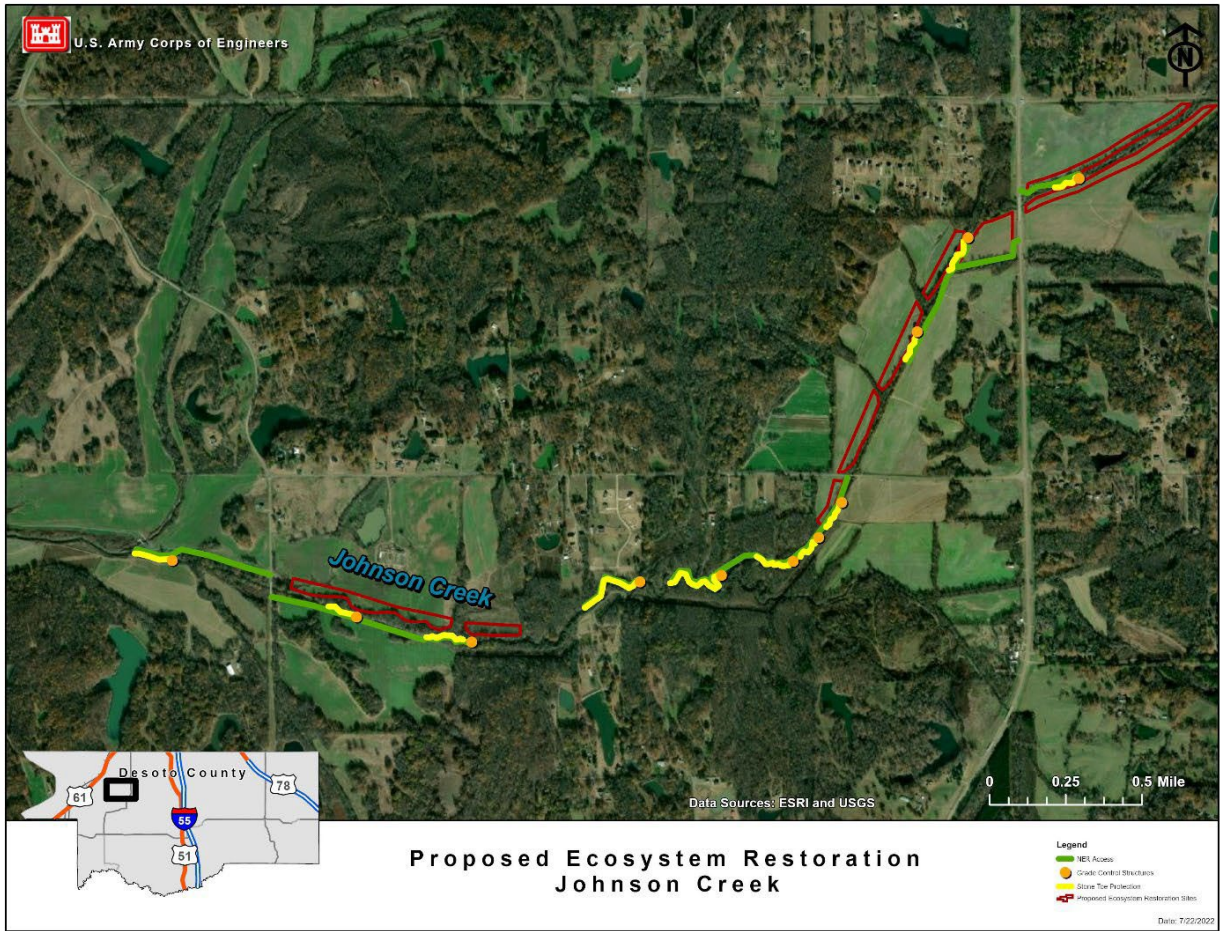 U.S. Army Corps of Engineers
N
Johnson Creek
Desoto County
61
78
55
51
0 0.25 0.5 Mile
Data Sources: ESRI and USGS
Proposed Ecosystem Restoration
Johnson Creek
Legend
NER Access
Grade Control Structures
Stone Toe Protection
Proposed Ecosystem Restoration Sites
Date: 7/22/2022